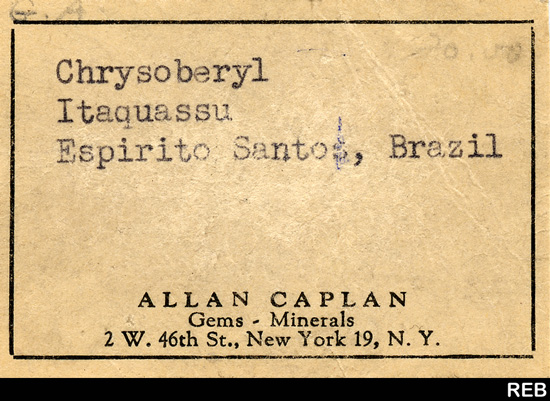 Chrysoberyl
Itaquassu
Espirito Santo, Brazil
ALLAN CAPLAN
Gems - Minerals
2 W. 46th St., New York 19, N. Y.
REB